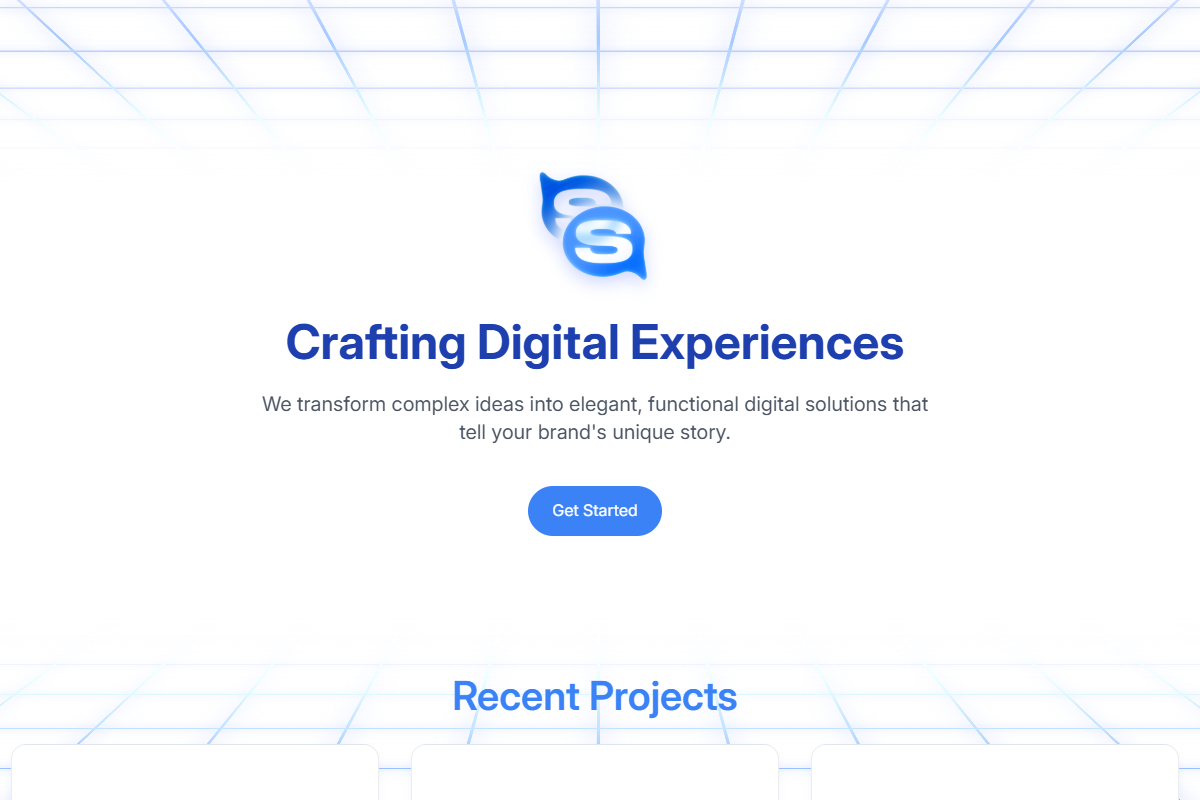 S
S
Crafting Digital Experiences
We transform complex ideas into elegant, functional digital solutions that
tell your brand's unique story.
Get Started
Recent Projects